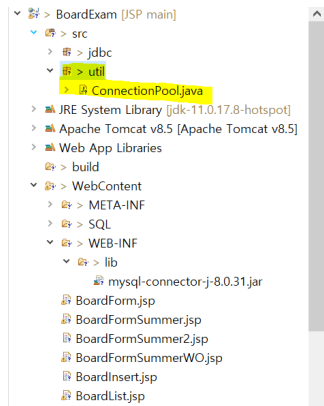 > BoardExam [JSP main]
> src
> jdbc
> util
> ConnectionPool.java
JRE System Library [jdk-11.0.17.8-hotspot]
Apache Tomcat v8.5 [Apache Tomcat v8.5]
Web App Libraries
> build
> WebContent
> META-INF
> SQL
> WEB-INF
> lib
mysql-connector-j-8.0.31.jar
BoardForm.jsp
BoardFormSummer.jsp
BoardFormSummer2.jsp
BoardFormSummerWO.jsp
BoardInsert.jsp
BoardList.jsp